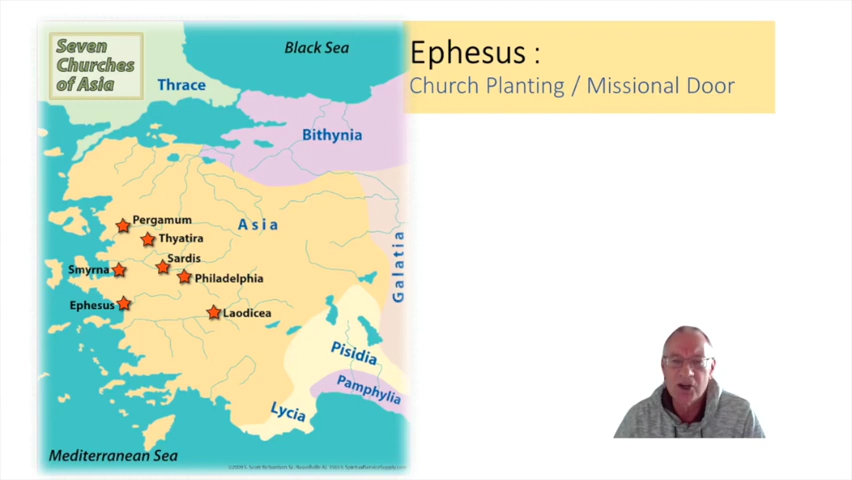 Seven
Churches
of Asia
Black Sea
Thrace
Bithynia
Asia
Galatia
Pergamum
Thyatira
Sardis
Smyrna
Philadelphia
Ephesus
Laodicea
Pisidia
Pamphylia
Lycia
Mediterranean Sea
Ephesus :
Church Planting / Missional Door